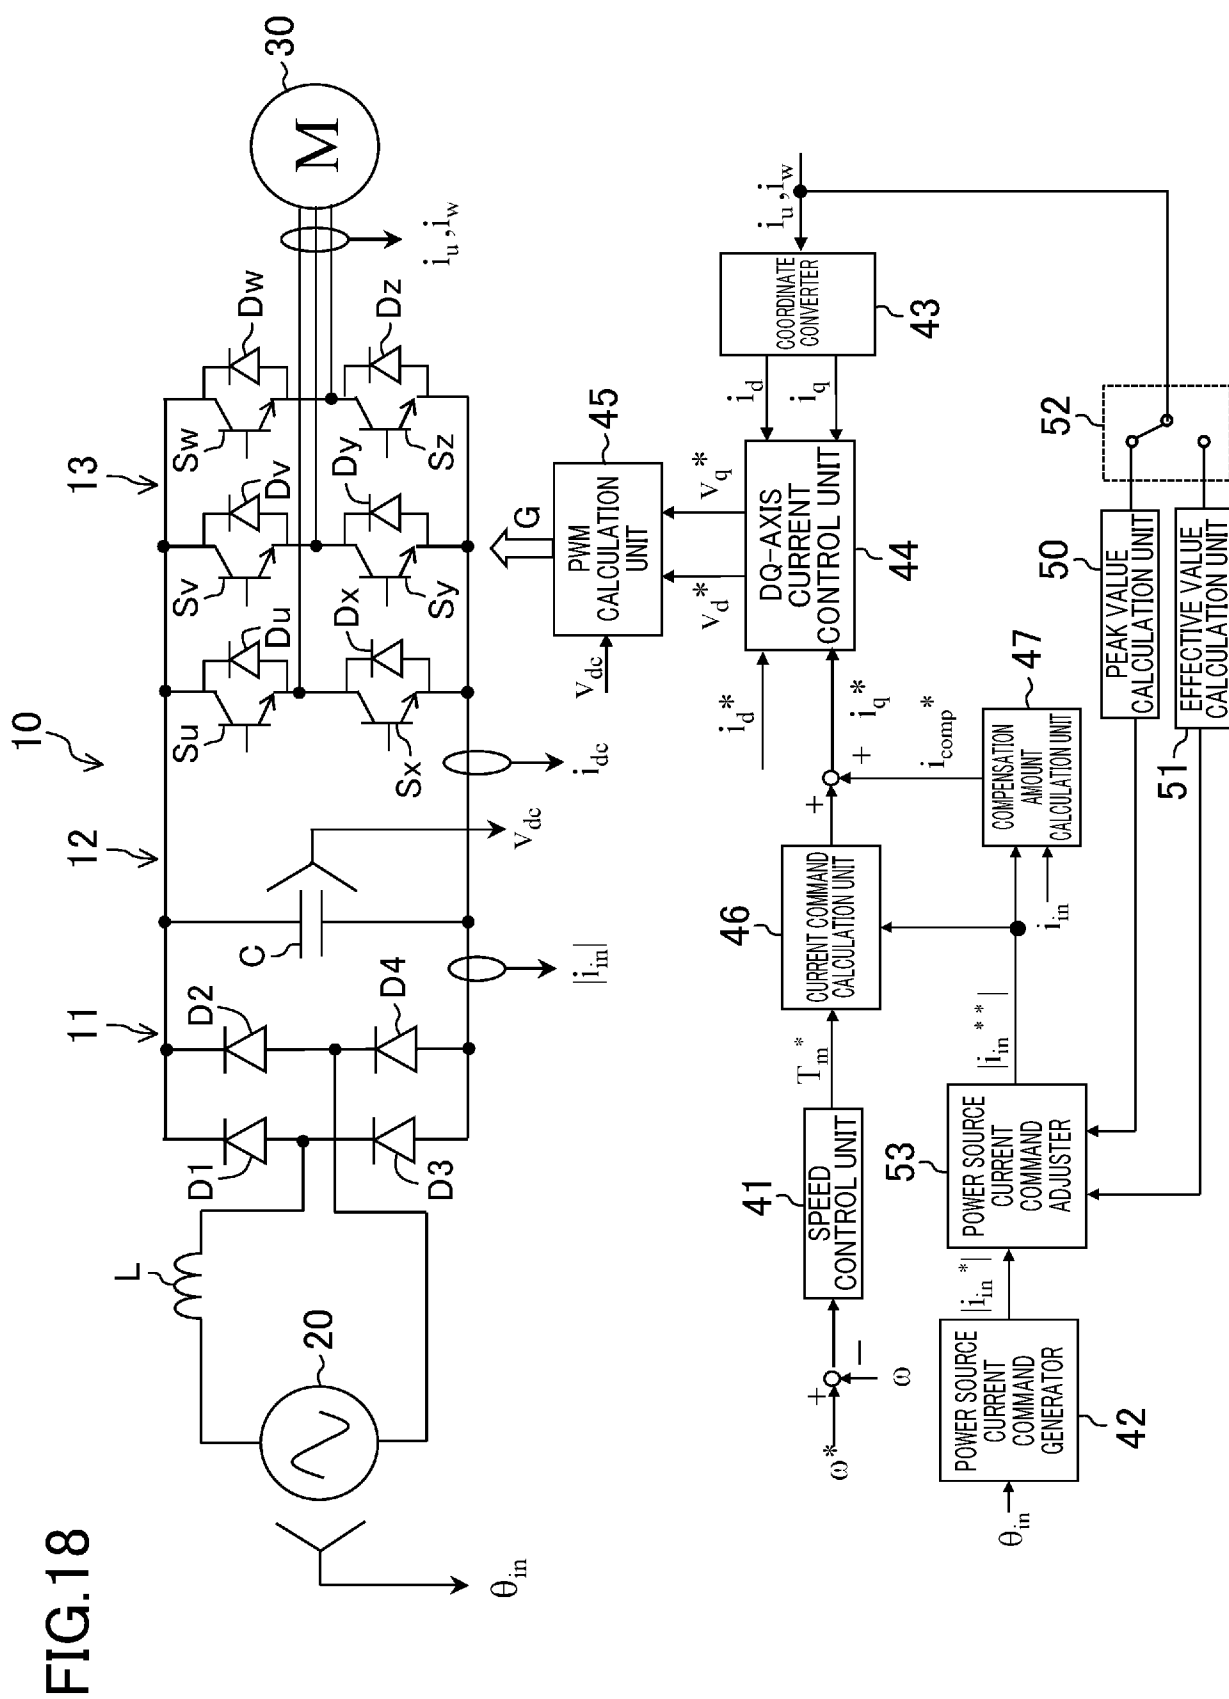 FIG.18
10
11
12
13
20
L
D1
D2
D3
D4
C
Su
Du
Sv
Dv
Sw
Dw
Sx
Dx
Sy
Dy
Sz
Dz
M
30
θin
|iin|
vdc
idc
iu,iw
G
vdc
PWM
CALCULATION
UNIT
45
vd*
vq*
id*
iq*
DQ-AXIS
CURRENT
CONTROL UNIT
44
id
iq
COORDINATE
CONVERTER
43
iu,iw
ω*
+
−
ω
41
SPEED
CONTROL UNIT
Tm*
46
CURRENT COMMAND
CALCULATION UNIT
+
+
icomp*
47
COMPENSATION
AMOUNT
CALCULATION UNIT
iin
θin
POWER SOURCE
CURRENT
COMMAND
GENERATOR
42
|iin*|
53
POWER SOURCE
CURRENT
COMMAND
ADJUSTER
|iin**|
50
PEAK VALUE
CALCULATION UNIT
51
EFFECTIVE VALUE
CALCULATION UNIT
52